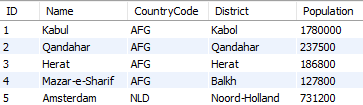 ID Name CountryCode District Population
1 Kabul AFG Kabol 1780000
2 Qandahar AFG Qandahar 237500
3 Herat AFG Herat 186800
4 Mazar-e-Sharif AFG Balkh 127800
5 Amsterdam NLD Noord-Holland 731200